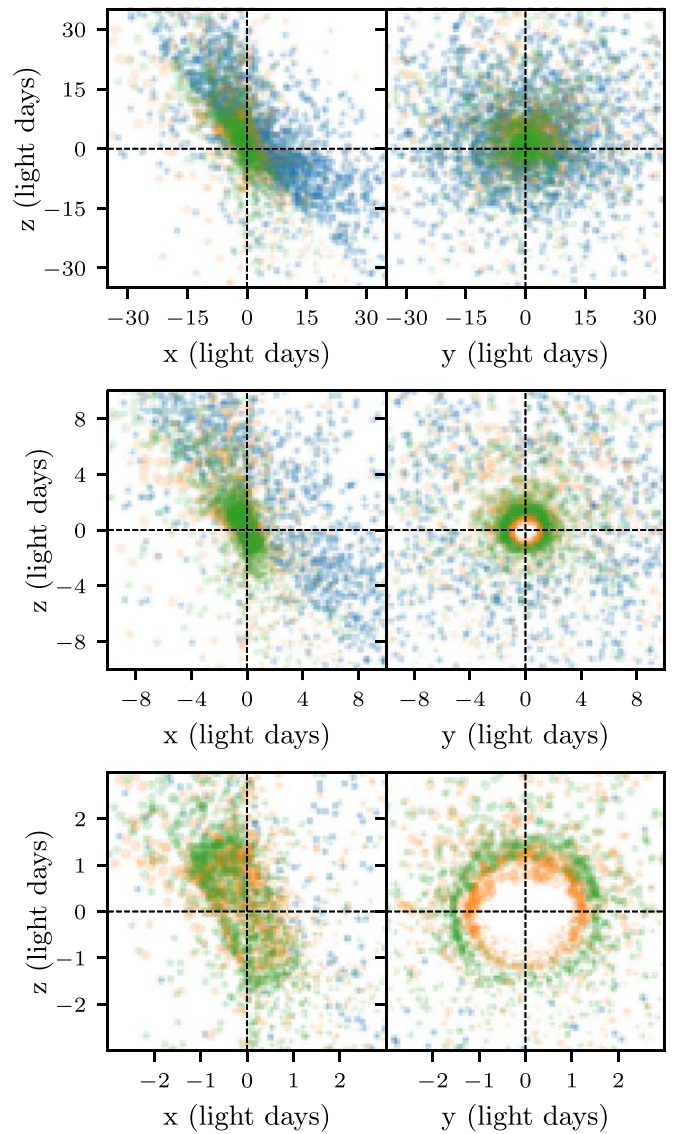 30
15
0
−15
−30
z (light days)
−30 −15 0 15 30 −30 −15 0 15 30
x (light days) y (light days)
8
4
0
−4
−8
z (light days)
−8 −4 0 4 8 −8 −4 0 4 8
x (light days) y (light days)
2
1
0
−1
−2
z (light days)
−2 −1 0 1 2 −2 −1 0 1 2
x (light days) y (light days)